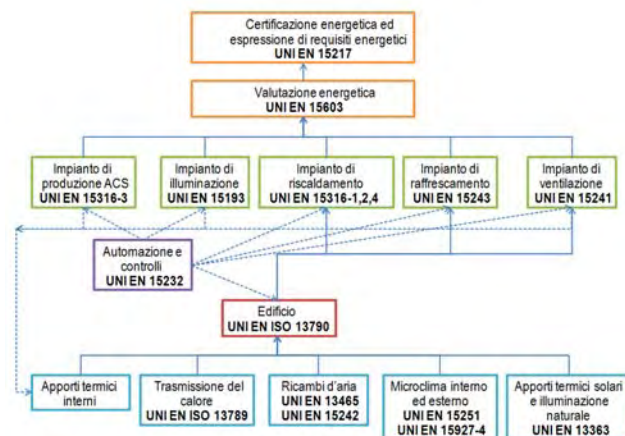 Certificazione energetica ed
espressione di requisiti energetici
UNI EN 15217
Valutazione energetica
UNI EN 15603
Impianto di
produzione ACS
UNI EN 15316-3
Impianto di
illuminazione
UNI EN 15193
Impianto di
riscaldamento
UNI EN 15316-1,2,4
Impianto di
raffrescamento
UNI EN 15243
Impianto di
ventilazione
UNI EN 15241
Automazione e
controlli
UNI EN 15232
Edificio
UNI EN ISO 13790
Apporti termici
interni
Trasmissione del
calore
UNI EN ISO 13789
Ricambi d'aria
UNI EN 13465
UNI EN 15242
Microclima interno
ed esterno
UNI EN 15251
UNI EN 15927-4
Apporti termici solari
e illuminazione
naturale
UNI EN 13363